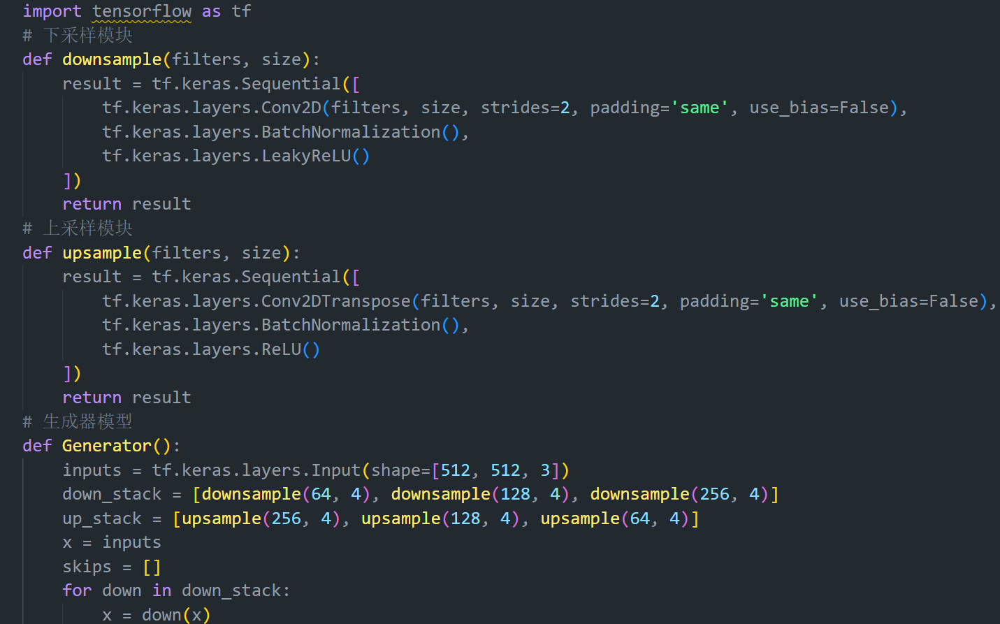 import tensorflow as tf
# 下采样模块
def downsample(filters, size):
    result = tf.keras.Sequential([
        tf.keras.layers.Conv2D(filters, size, strides=2, padding='same', use_bias=False),
        tf.keras.layers.BatchNormalization(),
        tf.keras.layers.LeakyReLU()
    ])
    return result
# 上采样模块
def upsample(filters, size):
    result = tf.keras.Sequential([
        tf.keras.layers.Conv2DTranspose(filters, size, strides=2, padding='same', use_bias=False),
        tf.keras.layers.BatchNormalization(),
        tf.keras.layers.ReLU()
    ])
    return result
# 生成器模型
def Generator():
    inputs = tf.keras.layers.Input(shape=[512, 512, 3])
    down_stack = [downsample(64, 4), downsample(128, 4), downsample(256, 4)]
    up_stack = [upsample(256, 4), upsample(128, 4), upsample(64, 4)]
    x = inputs
    skips = []
    for down in down_stack:
        x = down(x)